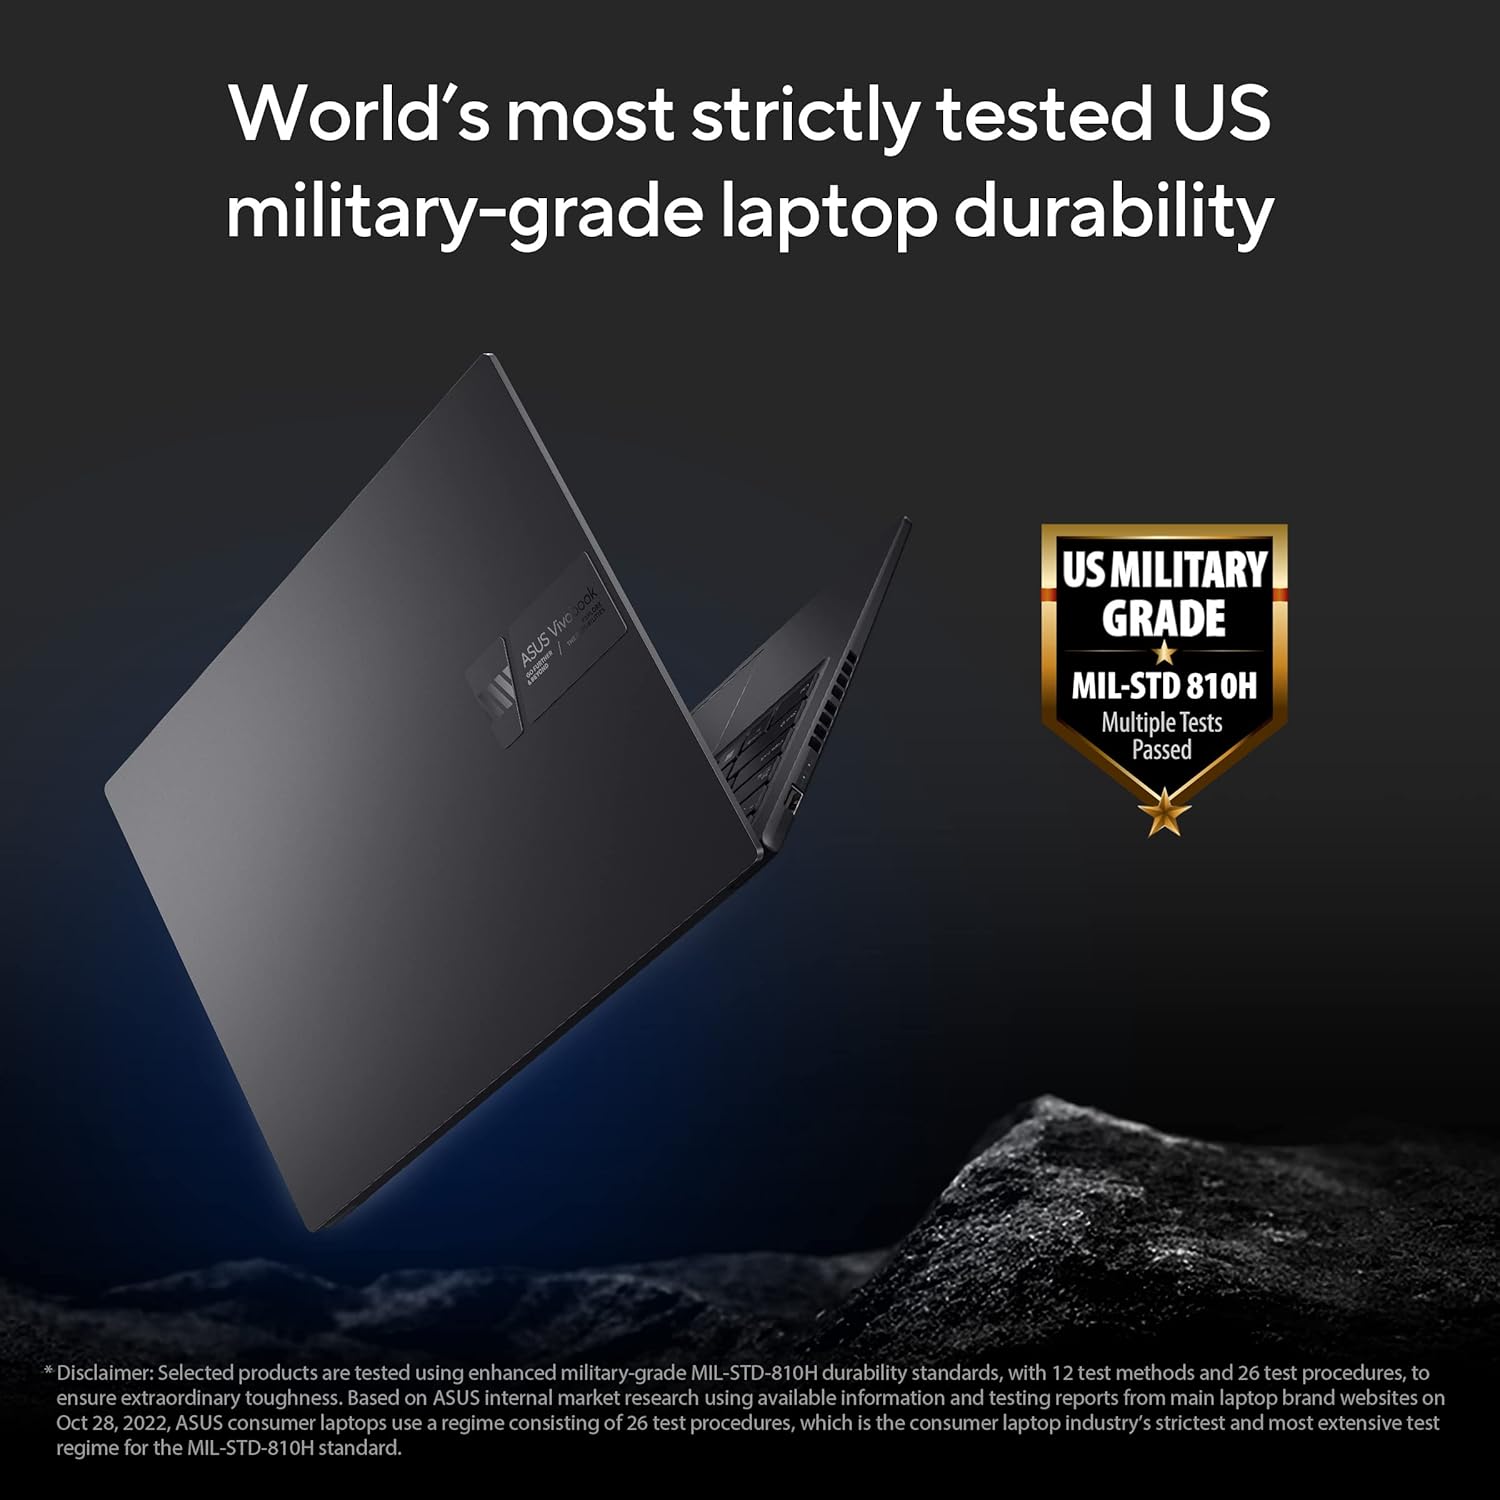 World's most strictly tested US
military-grade laptop durability
ASUS Vivobook
GO FURTHER
& BEYOND
US MILITARY
GRADE
MIL-STD 810H
Multiple Tests
Passed
* Disclaimer: Selected products are tested using enhanced military-grade MIL-STD-810H durability standards, with 12 test methods and 26 test procedures, to
ensure extraordinary toughness. Based on ASUS internal market research using available information and testing reports from main laptop brand websites on
Oct 28, 2022, ASUS consumer laptops use a regime consisting of 26 test procedures, which is the consumer laptop industry's strictest and most extensive test
regime for the MIL-STD-810H standard.